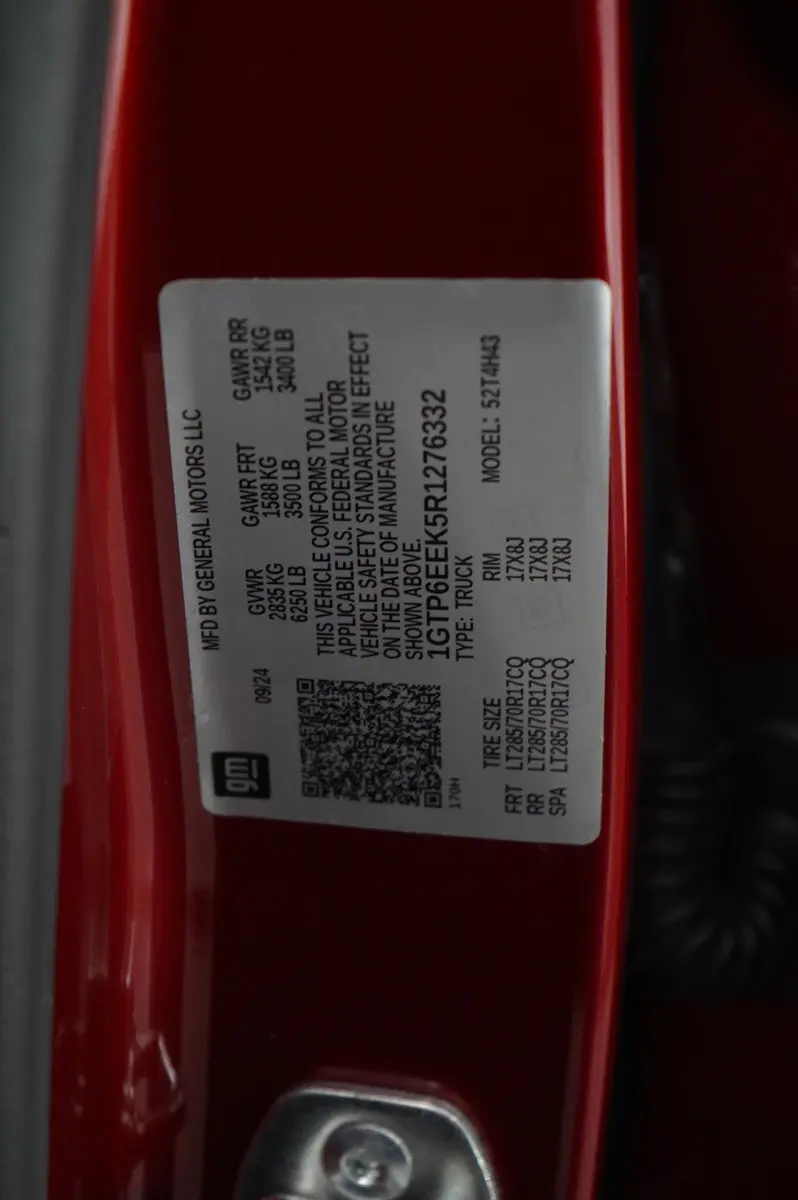 gm
MFD BY GENERAL MOTORS LLC
09/24
GVWR GAWR FRT GAWR RR
2835 KG 1588 KG 1542 KG
6250 LB 3500 LB 3400 LB
THIS VEHICLE CONFORMS TO ALL
APPLICABLE U.S. FEDERAL MOTOR
VEHICLE SAFETY STANDARDS IN EFFECT
ON THE DATE OF MANUFACTURE
SHOWN ABOVE.
1GTP6EEK5R1276332
170H
TYPE: TRUCK
TIRE SIZE RIM MODEL: 52T4H43
FRT LT285/70R17CQ 17X8J
RR LT285/70R17CQ 17X8J
SPA LT285/70R17CQ 17X8J